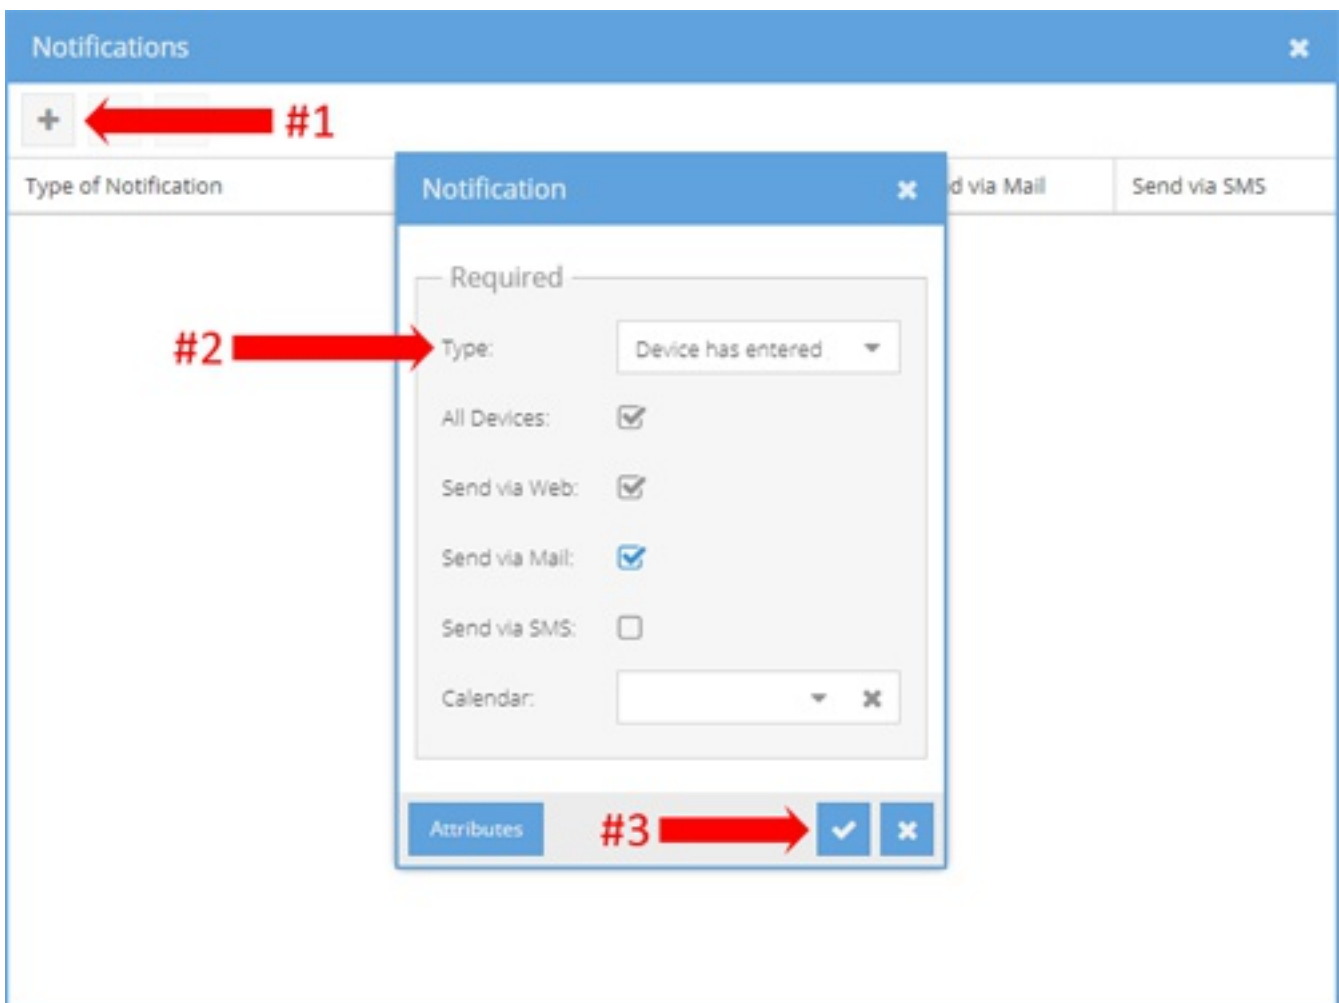 Notifications
#1
Type of Notification
d via Mail
Send via SMS
Notification
Required
#2
Type:
Device has entered
All Devices:
Send via Web:
Send via Mail:
Send via SMS:
Calendar:
Attributes
#3